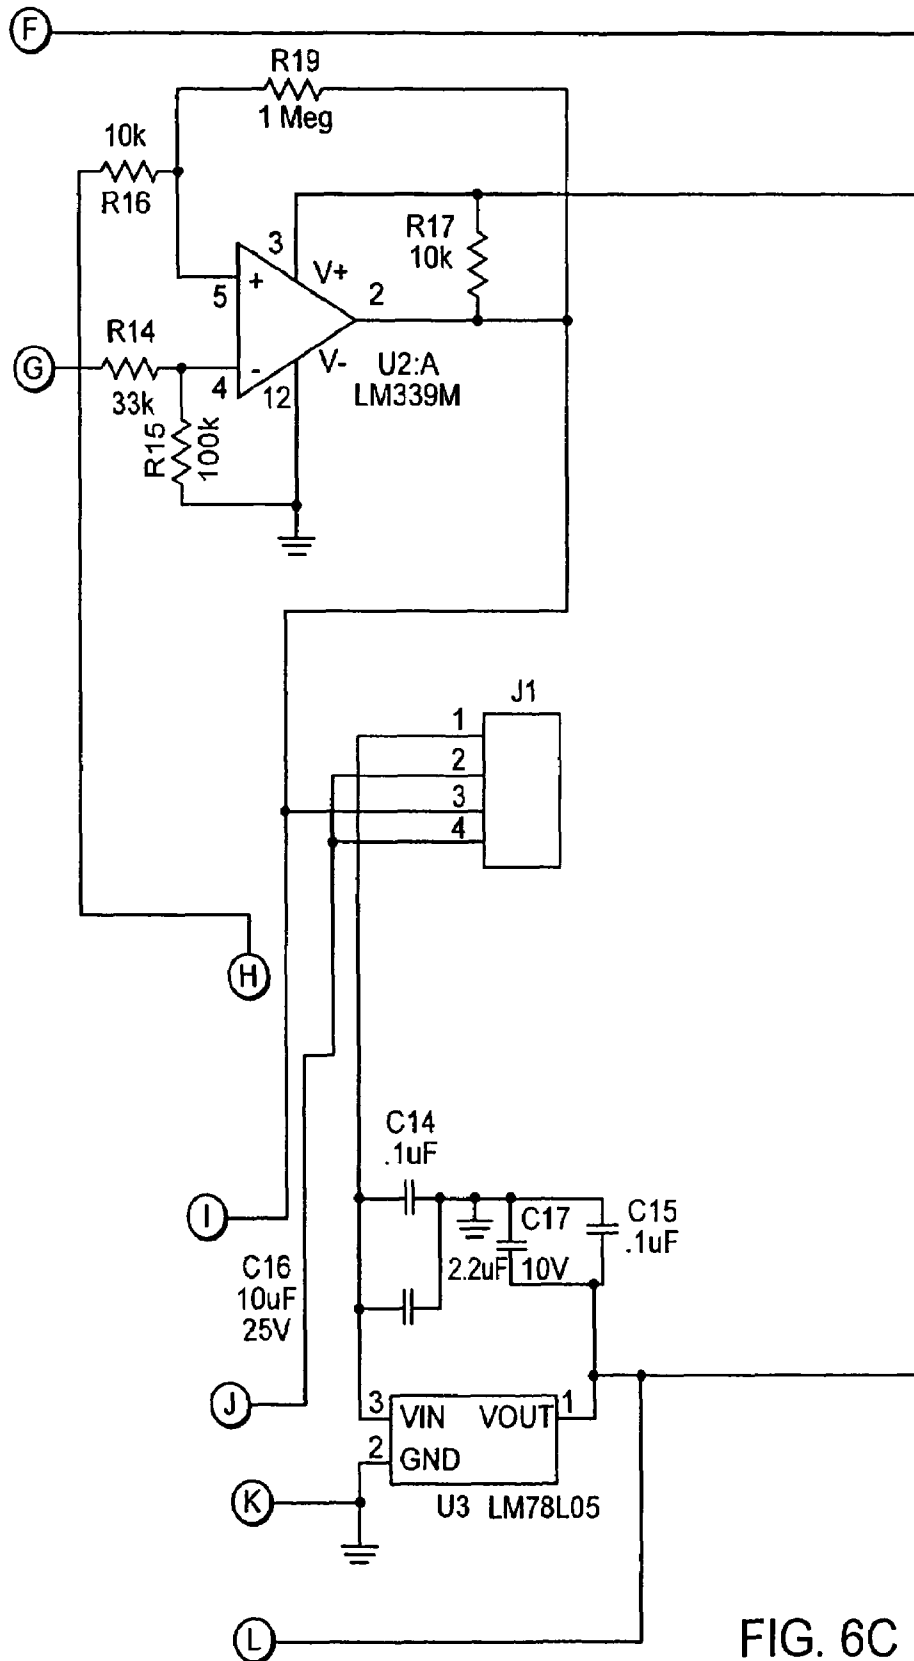 F
R19
1 Meg
10k
R16
3
V+
R17
10k
5
+
2
R14
G
33k
4
-
V-
12
U2:A
LM339M
R15
100k
J1
1
2
3
4
H
C14
.1uF
I
C17
2.2uF 10V
C15
.1uF
C16
10uF
25V
J
3
VIN VOUT
1
2
GND
K
U3 LM78L05
L
FIG. 6C